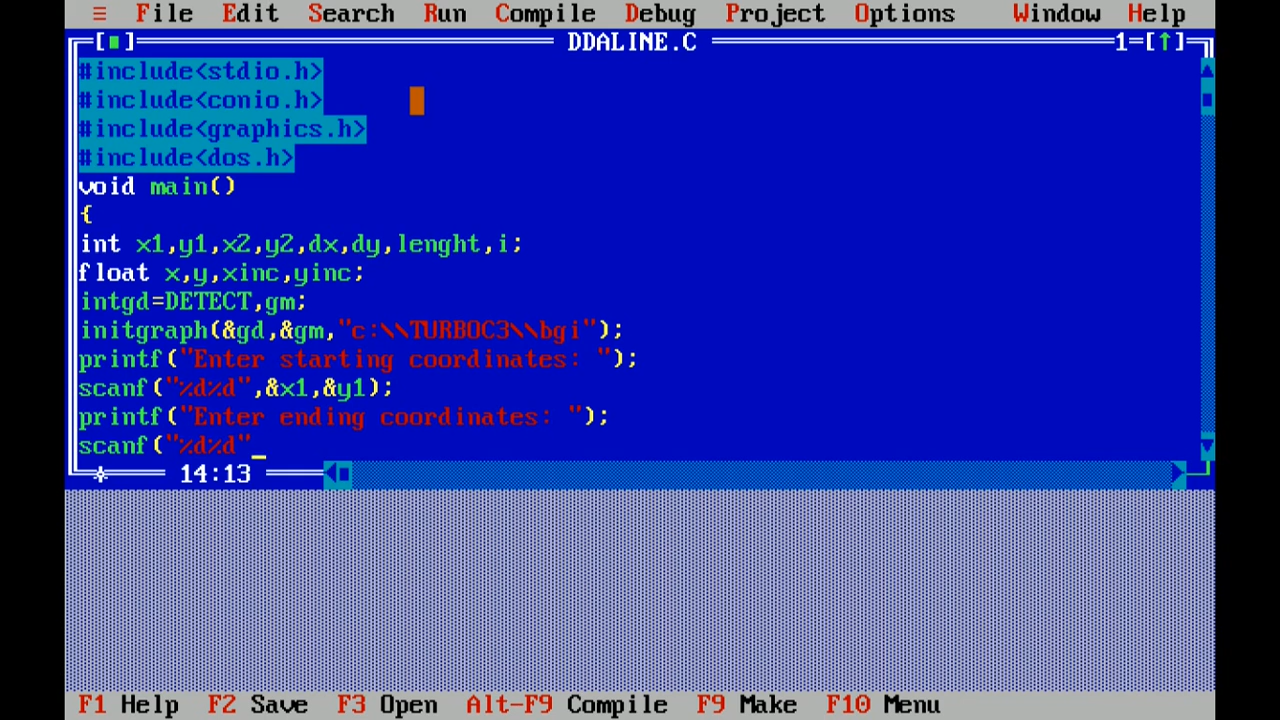 ≡ File Edit Search Run Compile Debug Project Options Window Help
[■] DDALINE.C 1=[↑]
#include<stdio.h>
#include<conio.h>
#include<graphics.h>
#include<dos.h>
void main()
{
int x1,y1,x2,y2,dx,dy,lenght,i;
float x,y,xinc,yinc;
intgd=DETECT,gm;
initgraph(&gd,&gm,"c:\\TURBOC3\\bgi");
printf("Enter starting coordinates: ");
scanf("%d%d",&x1,&y1);
printf("Enter ending coordinates: ");
scanf("%d%d"_
14:13
F1 Help F2 Save F3 Open Alt-F9 Compile F9 Make F10 Menu